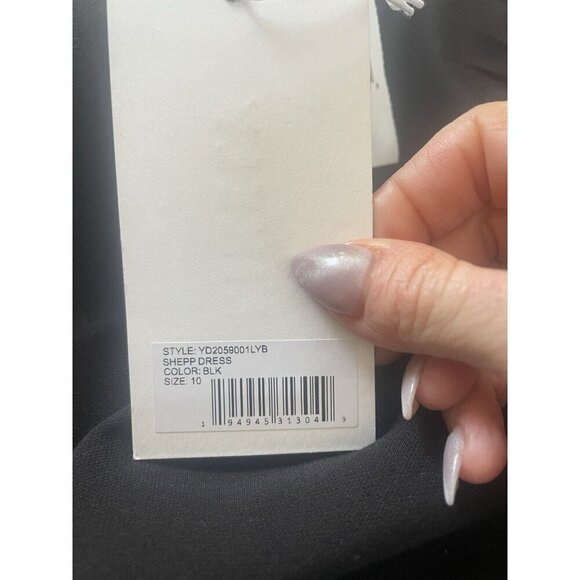 STYLE: YD2059001LYB
SHEPP DRESS
COLOR: BLK
SIZE: 10
1 94945 31304 9